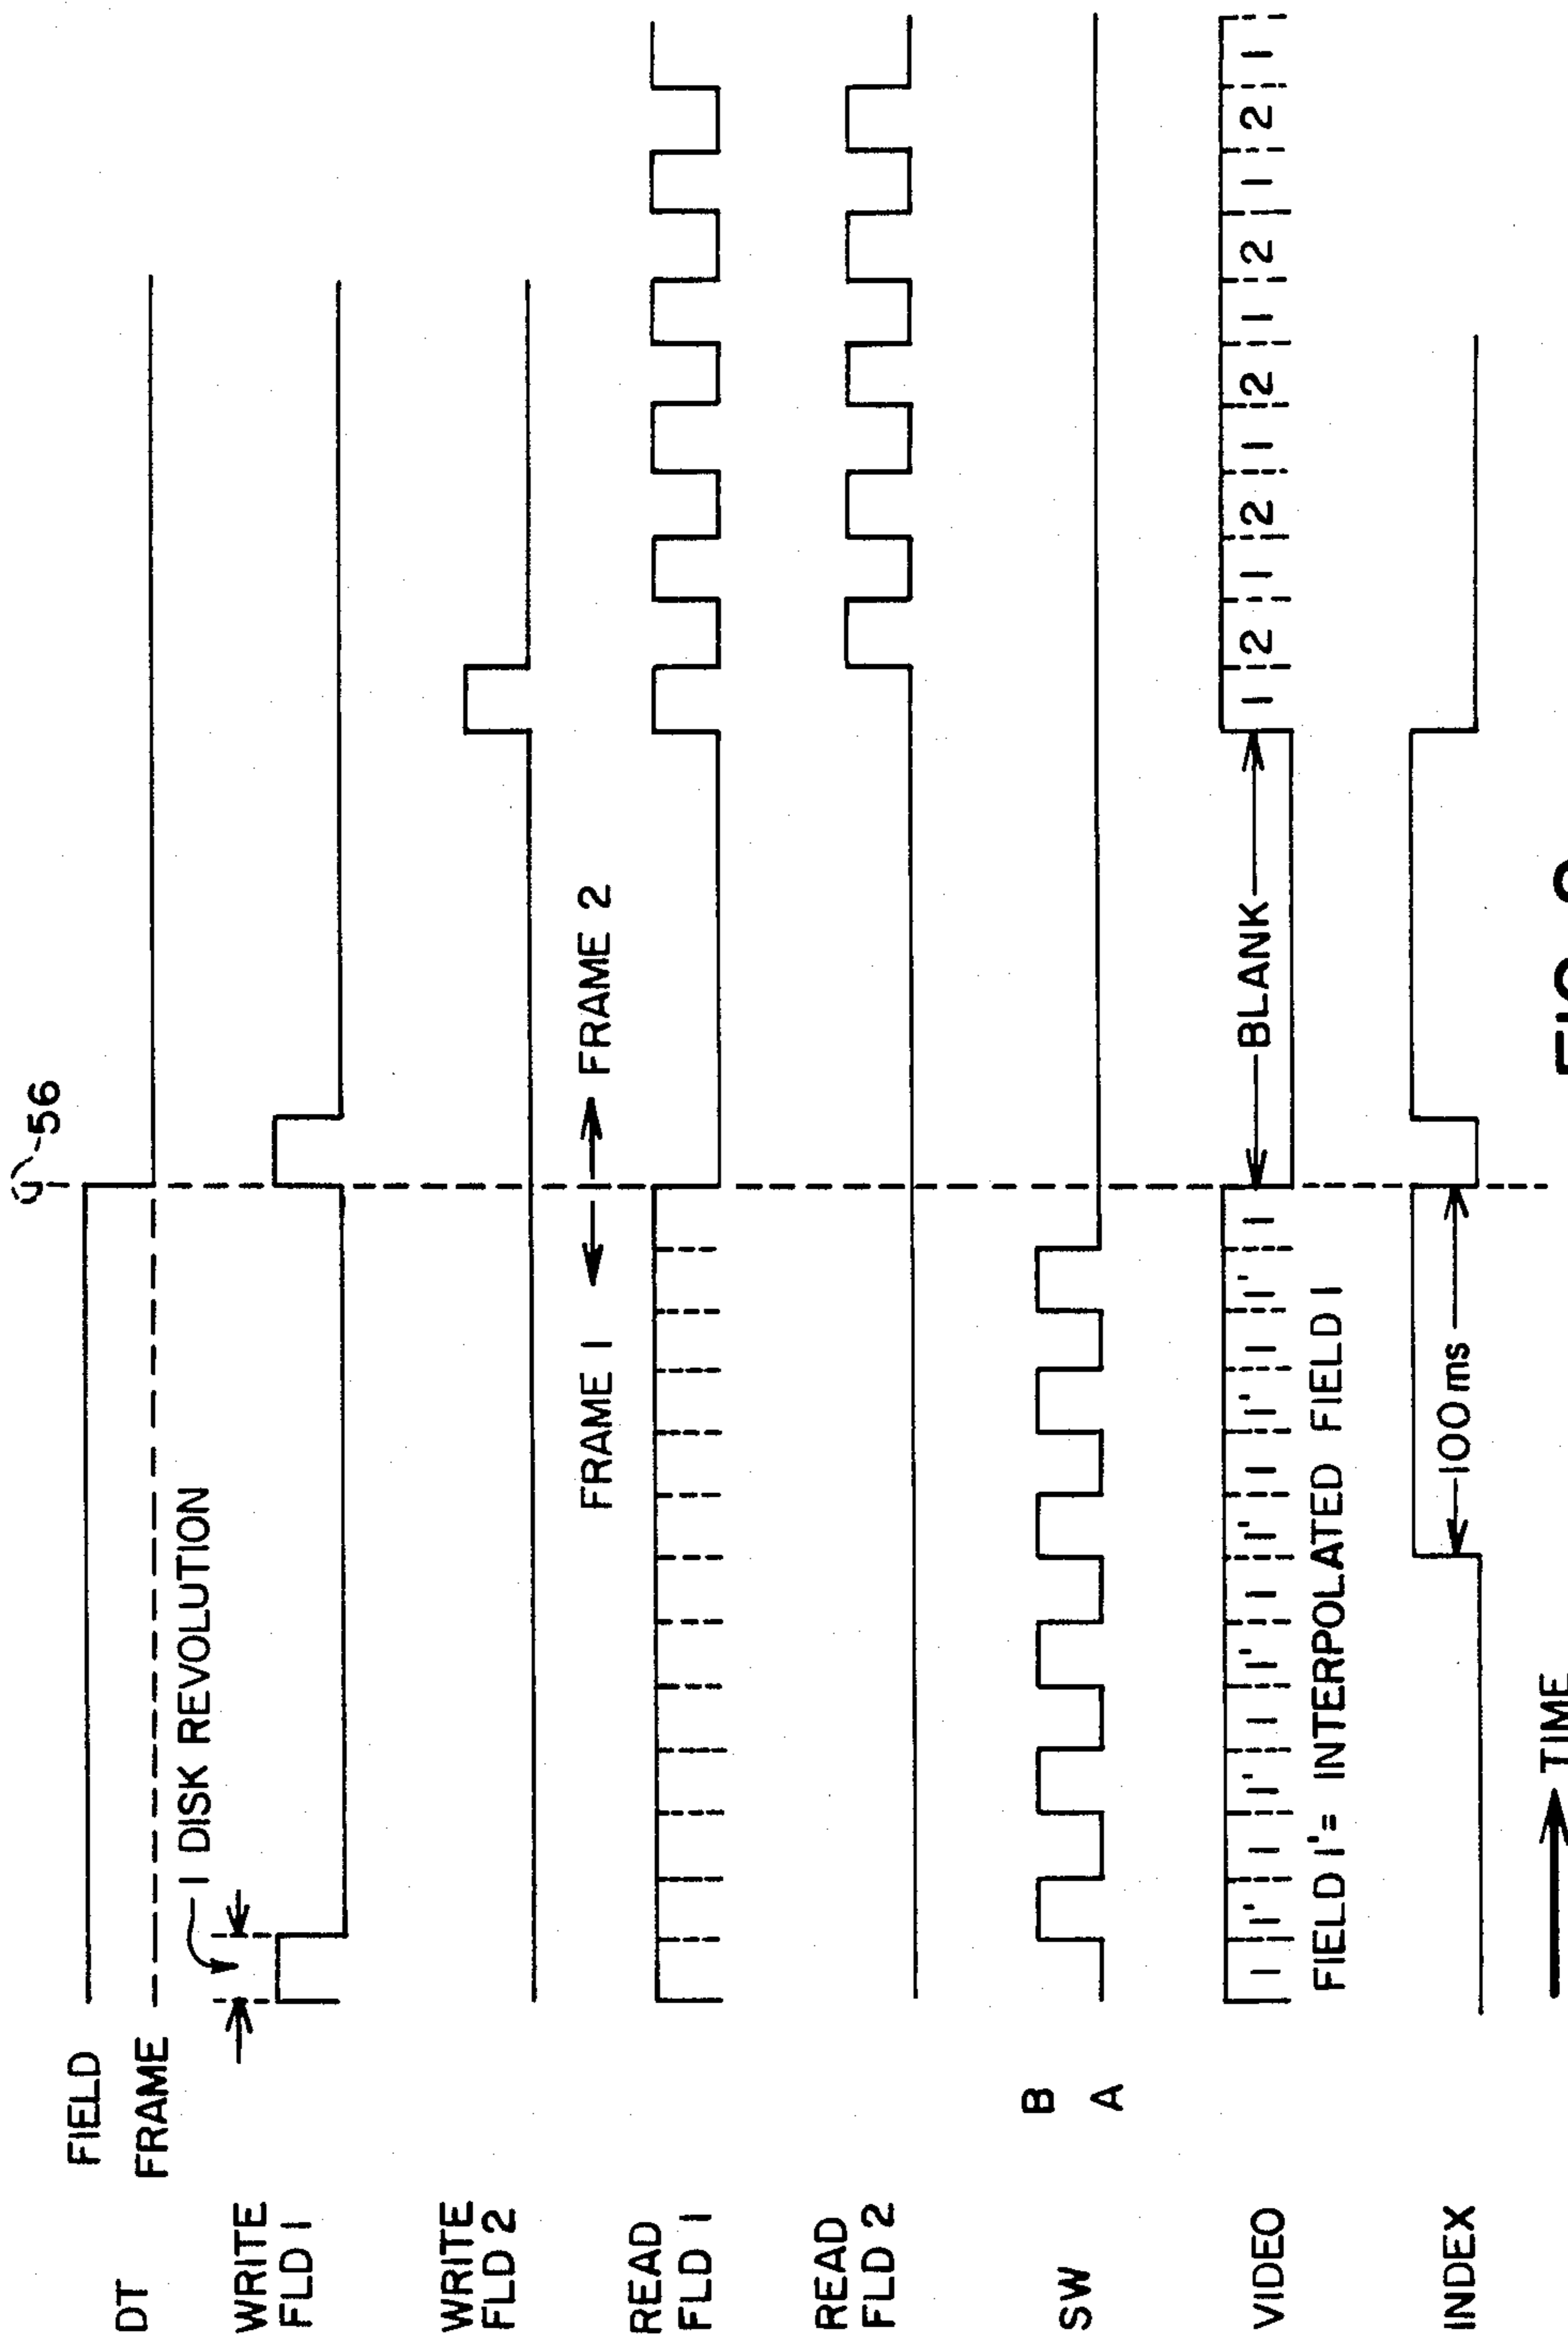 56
DT
FIELD
FRAME
1 DISK REVOLUTION
WRITE
FLD 1
WRITE
FLD 2
FRAME 1
FRAME 2
READ
FLD 1
READ
FLD 2
SW
B
A
VIDEO
1 1' 1 1' 1 1' 1 1' 1 1' 1 1' 1
BLANK
1 2 1 2 1 2 1 2 1 2 1
FIELD 1'= INTERPOLATED FIELD 1
INDEX
100 ms
TIME